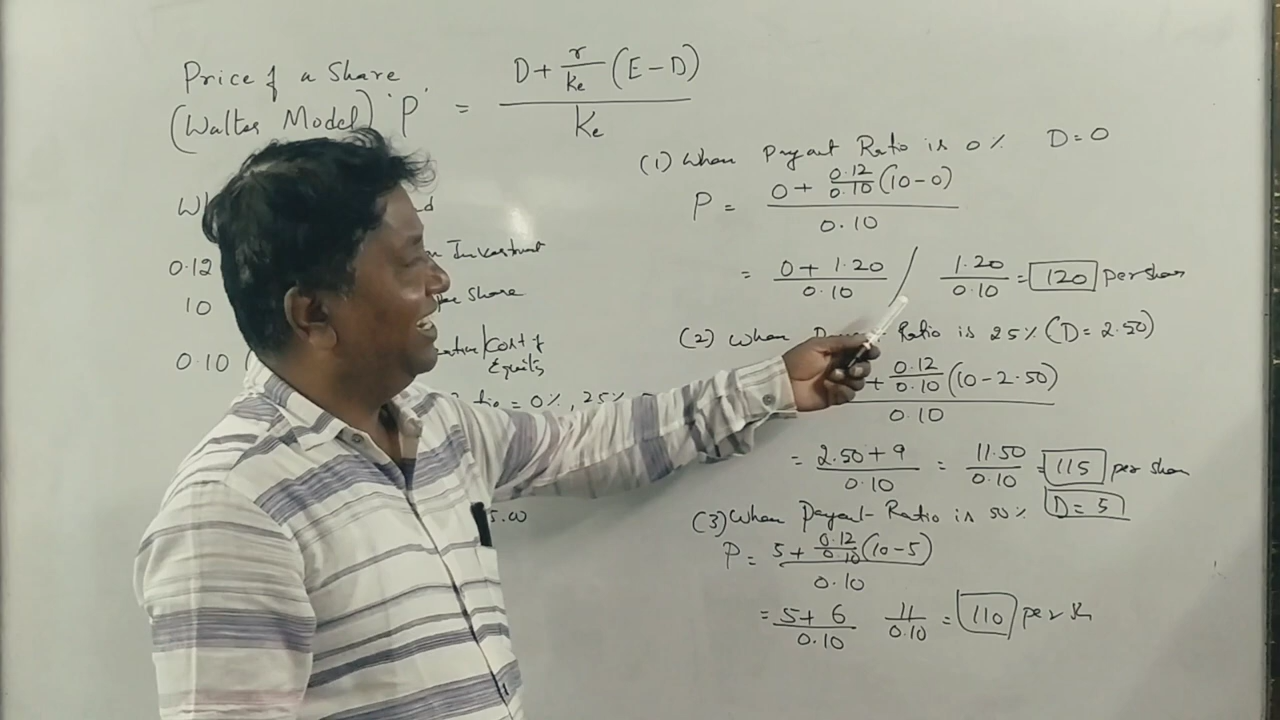 Price of a Share
(Walter Model) 'P' = D + r/Ke (E – D) / Ke
0.12 Investment
10 Share
0.10 ( /Cost of
Equity
= 0%, 25%
5.00
(1) When Payout Ratio is 0% D = 0
P = 0 + 0.12/0.10 (10 – 0) / 0.10
= 0 + 1.20 / 0.10 1.20 / 0.10 = 120 per share
(2) When Ratio is 25% (D = 2.50)
+ 0.12/0.10 (10 – 2.50) / 0.10
= 2.50 + 9 / 0.10 = 11.50 / 0.10 = 115 per share
(3) When Payout Ratio is 50% D = 5
P = 5 + 0.12/0.10 (10 – 5) / 0.10
= 5 + 6 / 0.10 11 / 0.10 = 110 per